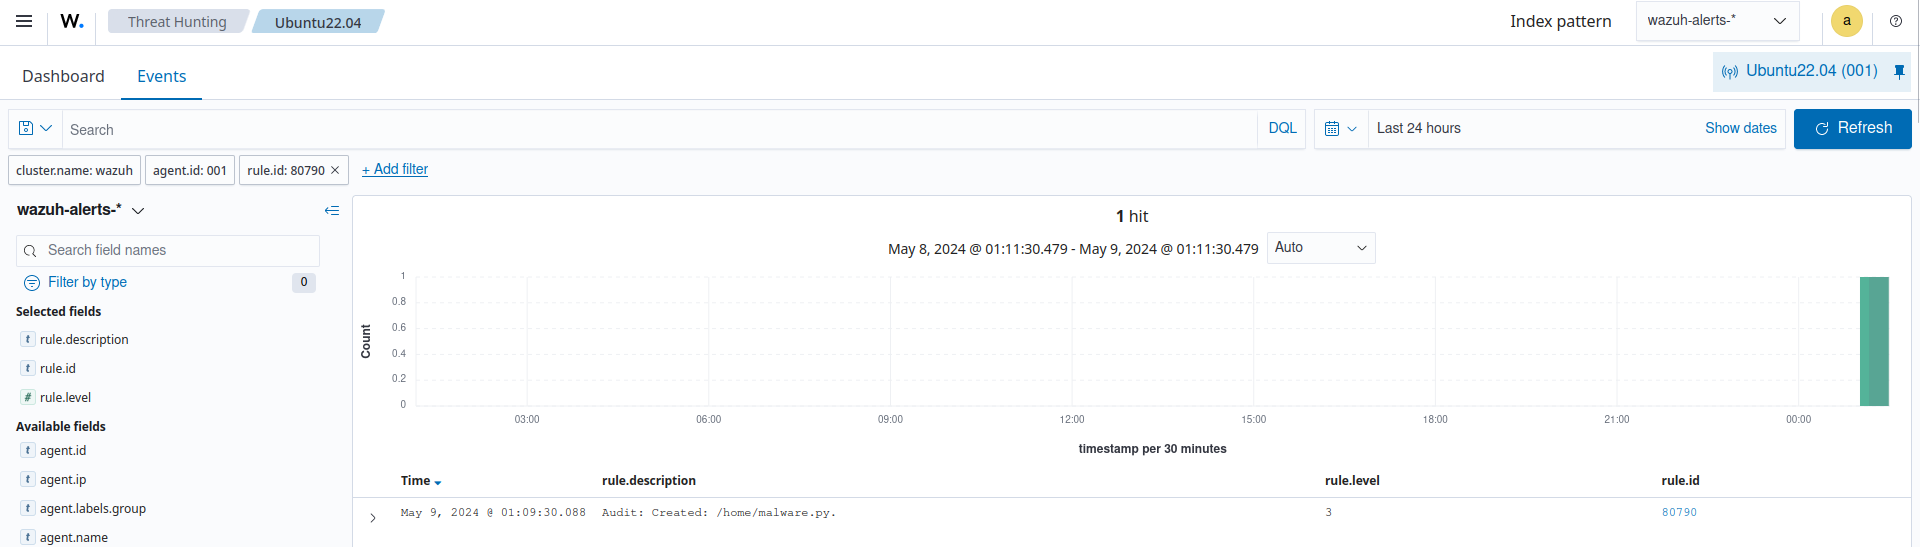 W. Threat Hunting Ubuntu22.04 Index pattern wazuh-alerts-* a
Dashboard Events Ubuntu22.04 (001)
Search DQL Last 24 hours Show dates Refresh
cluster.name: wazuh agent.id: 001 rule.id: 80790 × + Add filter
wazuh-alerts-*
Search field names
Filter by type 0
Selected fields
t rule.description
t rule.id
# rule.level
Available fields
t agent.id
t agent.ip
t agent.labels.group
t agent.name
1 hit
May 8, 2024 @ 01:11:30.479 - May 9, 2024 @ 01:11:30.479 Auto
Count
1
0.8
0.6
0.4
0.2
0
03:00 06:00 09:00 12:00 15:00 18:00 21:00 00:00
timestamp per 30 minutes
Time rule.description rule.level rule.id
May 9, 2024 @ 01:09:30.088 Audit: Created: /home/malware.py. 3 80790